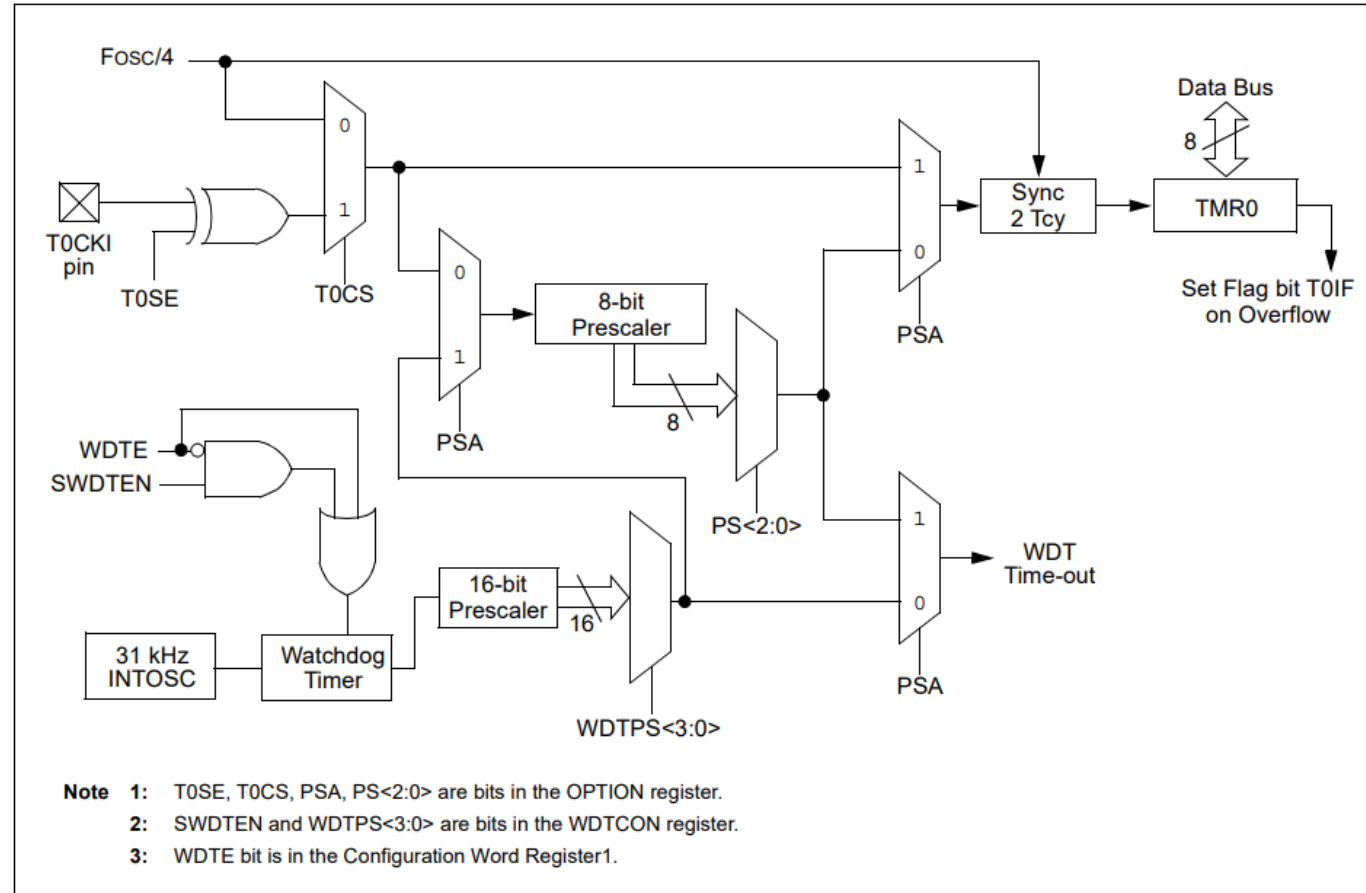 FOSC/4
0
1
T0CKI
pin
T0SE
T0CS
0
1
PSA
8-bit
Prescaler
8
PS<2:0>
1
0
PSA
Sync
2 TCY
Data Bus
8
TMR0
Set Flag bit T0IF
on Overflow
WDTE
SWDTEN
31 kHz
INTOSC
Watchdog
Timer
16-bit
Prescaler
16
WDTPS<3:0>
1
0
PSA
WDT
Time-out
Note 1: T0SE, T0CS, PSA, PS<2:0> are bits in the OPTION register.
2: SWDTEN and WDTPS<3:0> are bits in the WDTCON register.
3: WDTE bit is in the Configuration Word Register1.